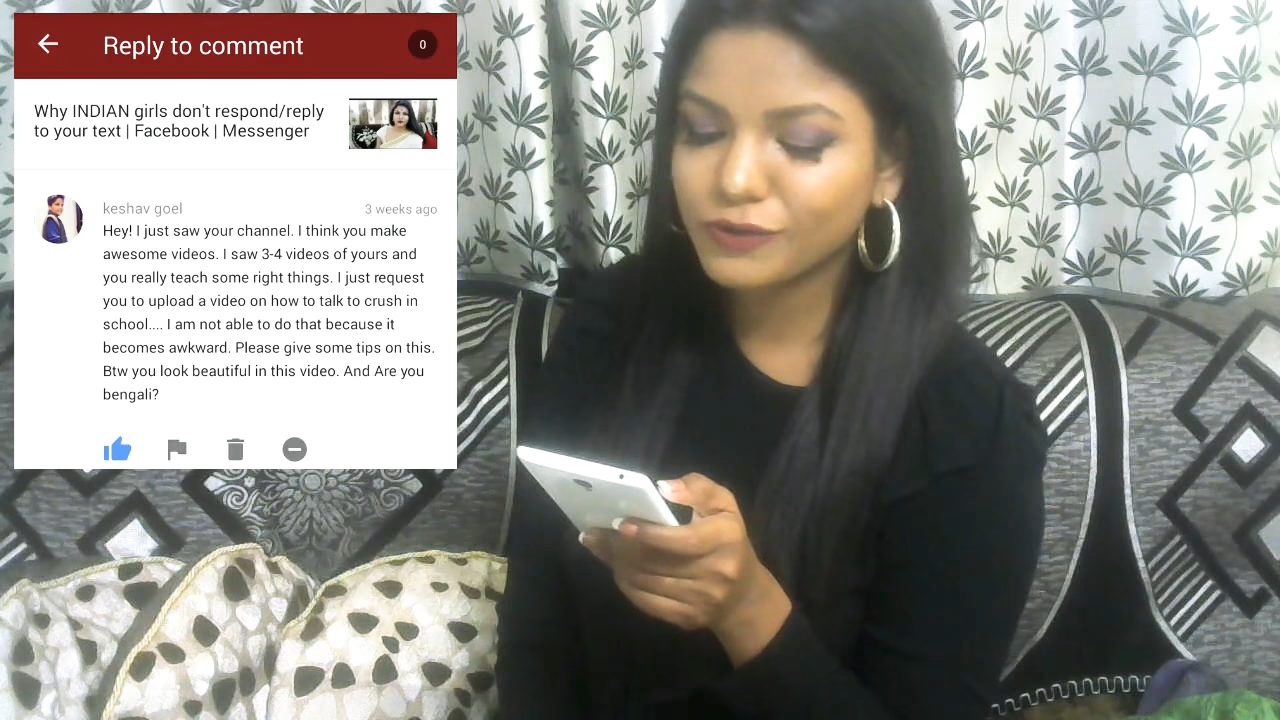 Reply to comment
0
Why INDIAN girls don't respond/reply
to your text | Facebook | Messenger
keshav goel
3 weeks ago
Hey! I just saw your channel. I think you make
awesome videos. I saw 3-4 videos of yours and
you really teach some right things. I just request
you to upload a video on how to talk to crush in
school.... I am not able to do that because it
becomes awkward. Please give some tips on this.
Btw you look beautiful in this video. And Are you
bengali?